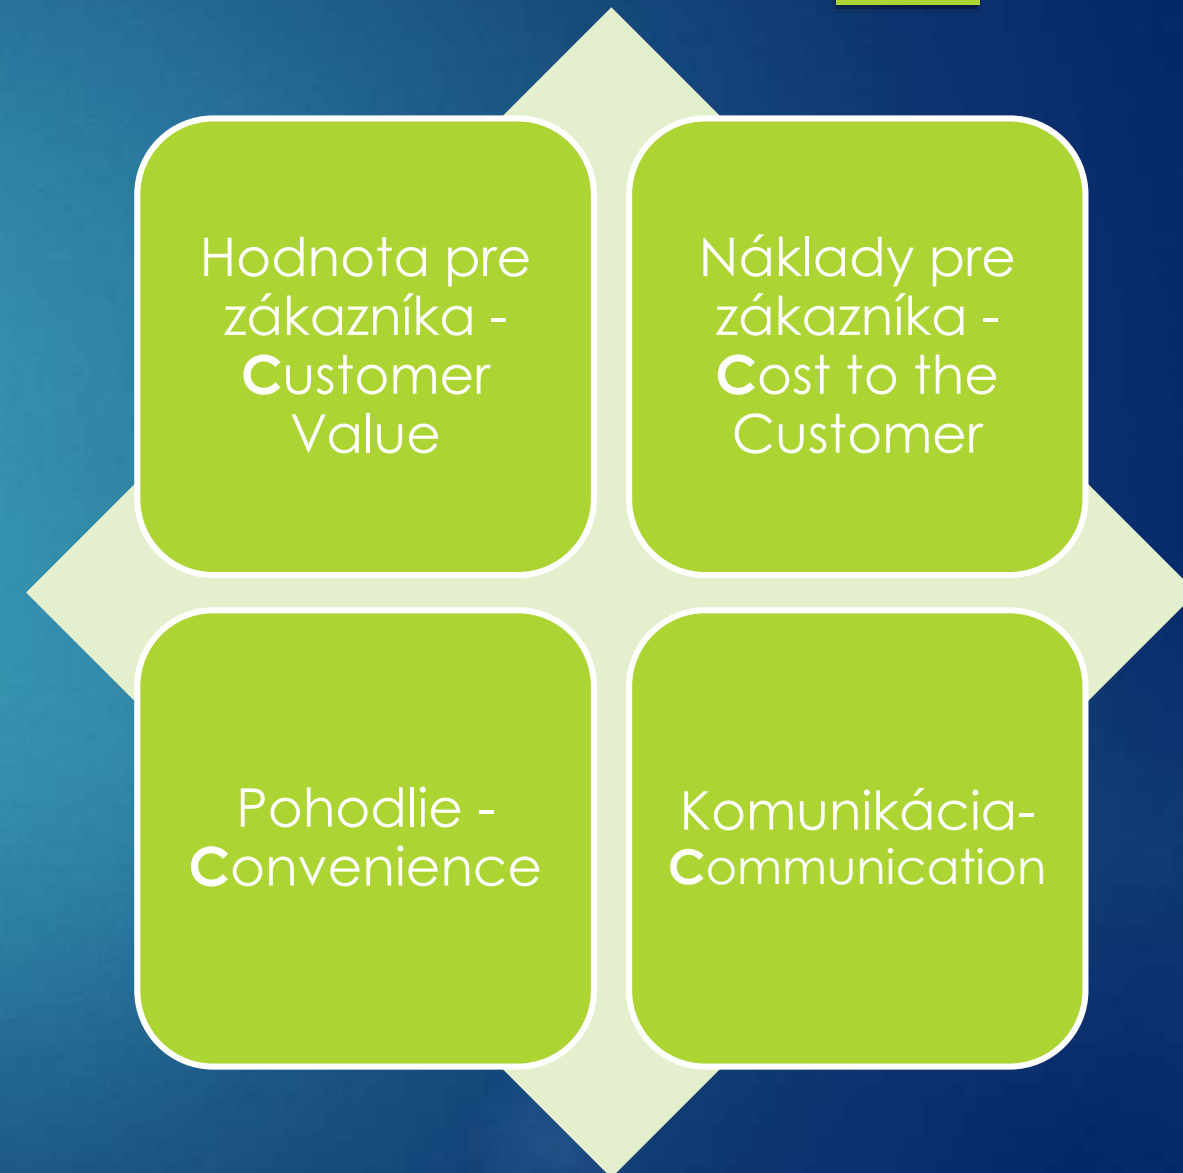 Hodnota pre
zákazníka -
Customer
Value
Náklady pre
zákazníka -
Cost to the
Customer
Pohodlie -
Convenience
Komunikácia-
Communication